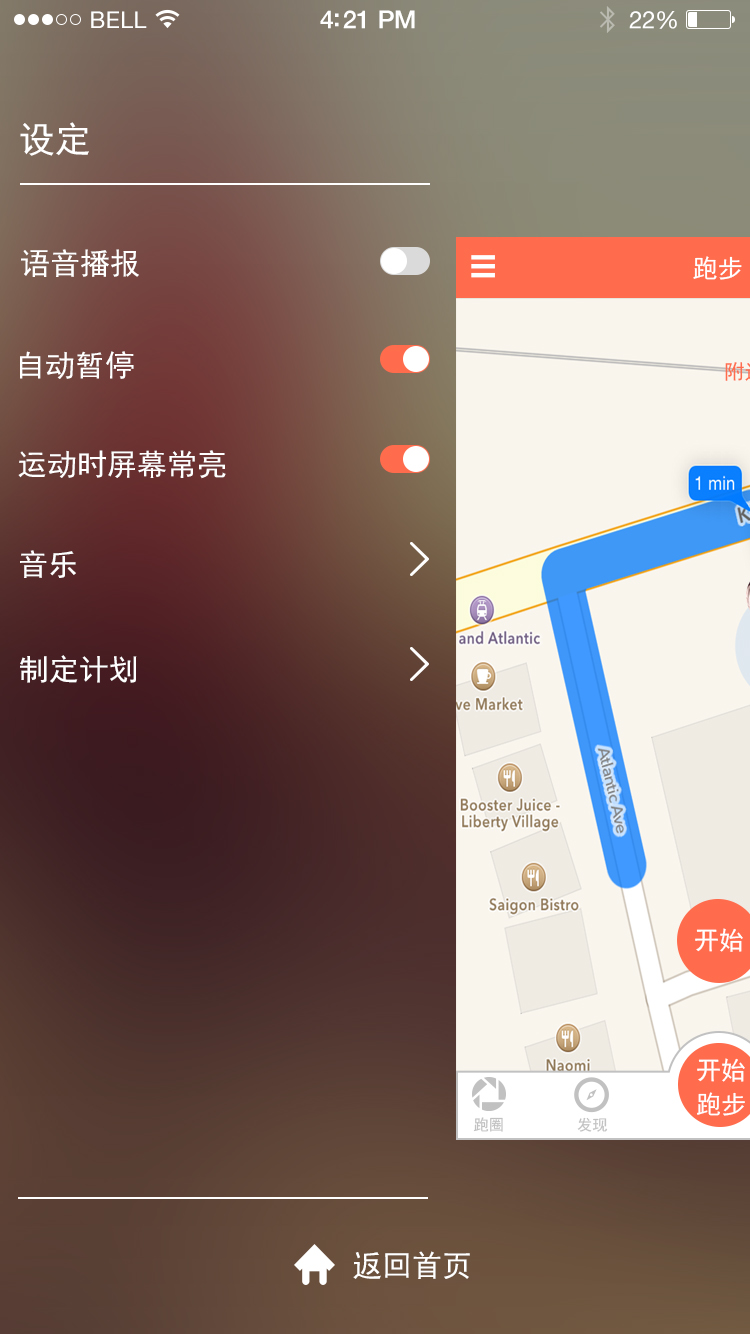 BELL 4:21 PM 22%
设定
语音播报
自动暂停
运动时屏幕常亮
音乐
制定计划
跑步
附
1 min
K
and Atlantic
ve Market
Booster Juice -
Liberty Village
Atlantic Ave
Saigon Bistro
开始
Naomi
开始
跑步
跑圈
发现
返回首页